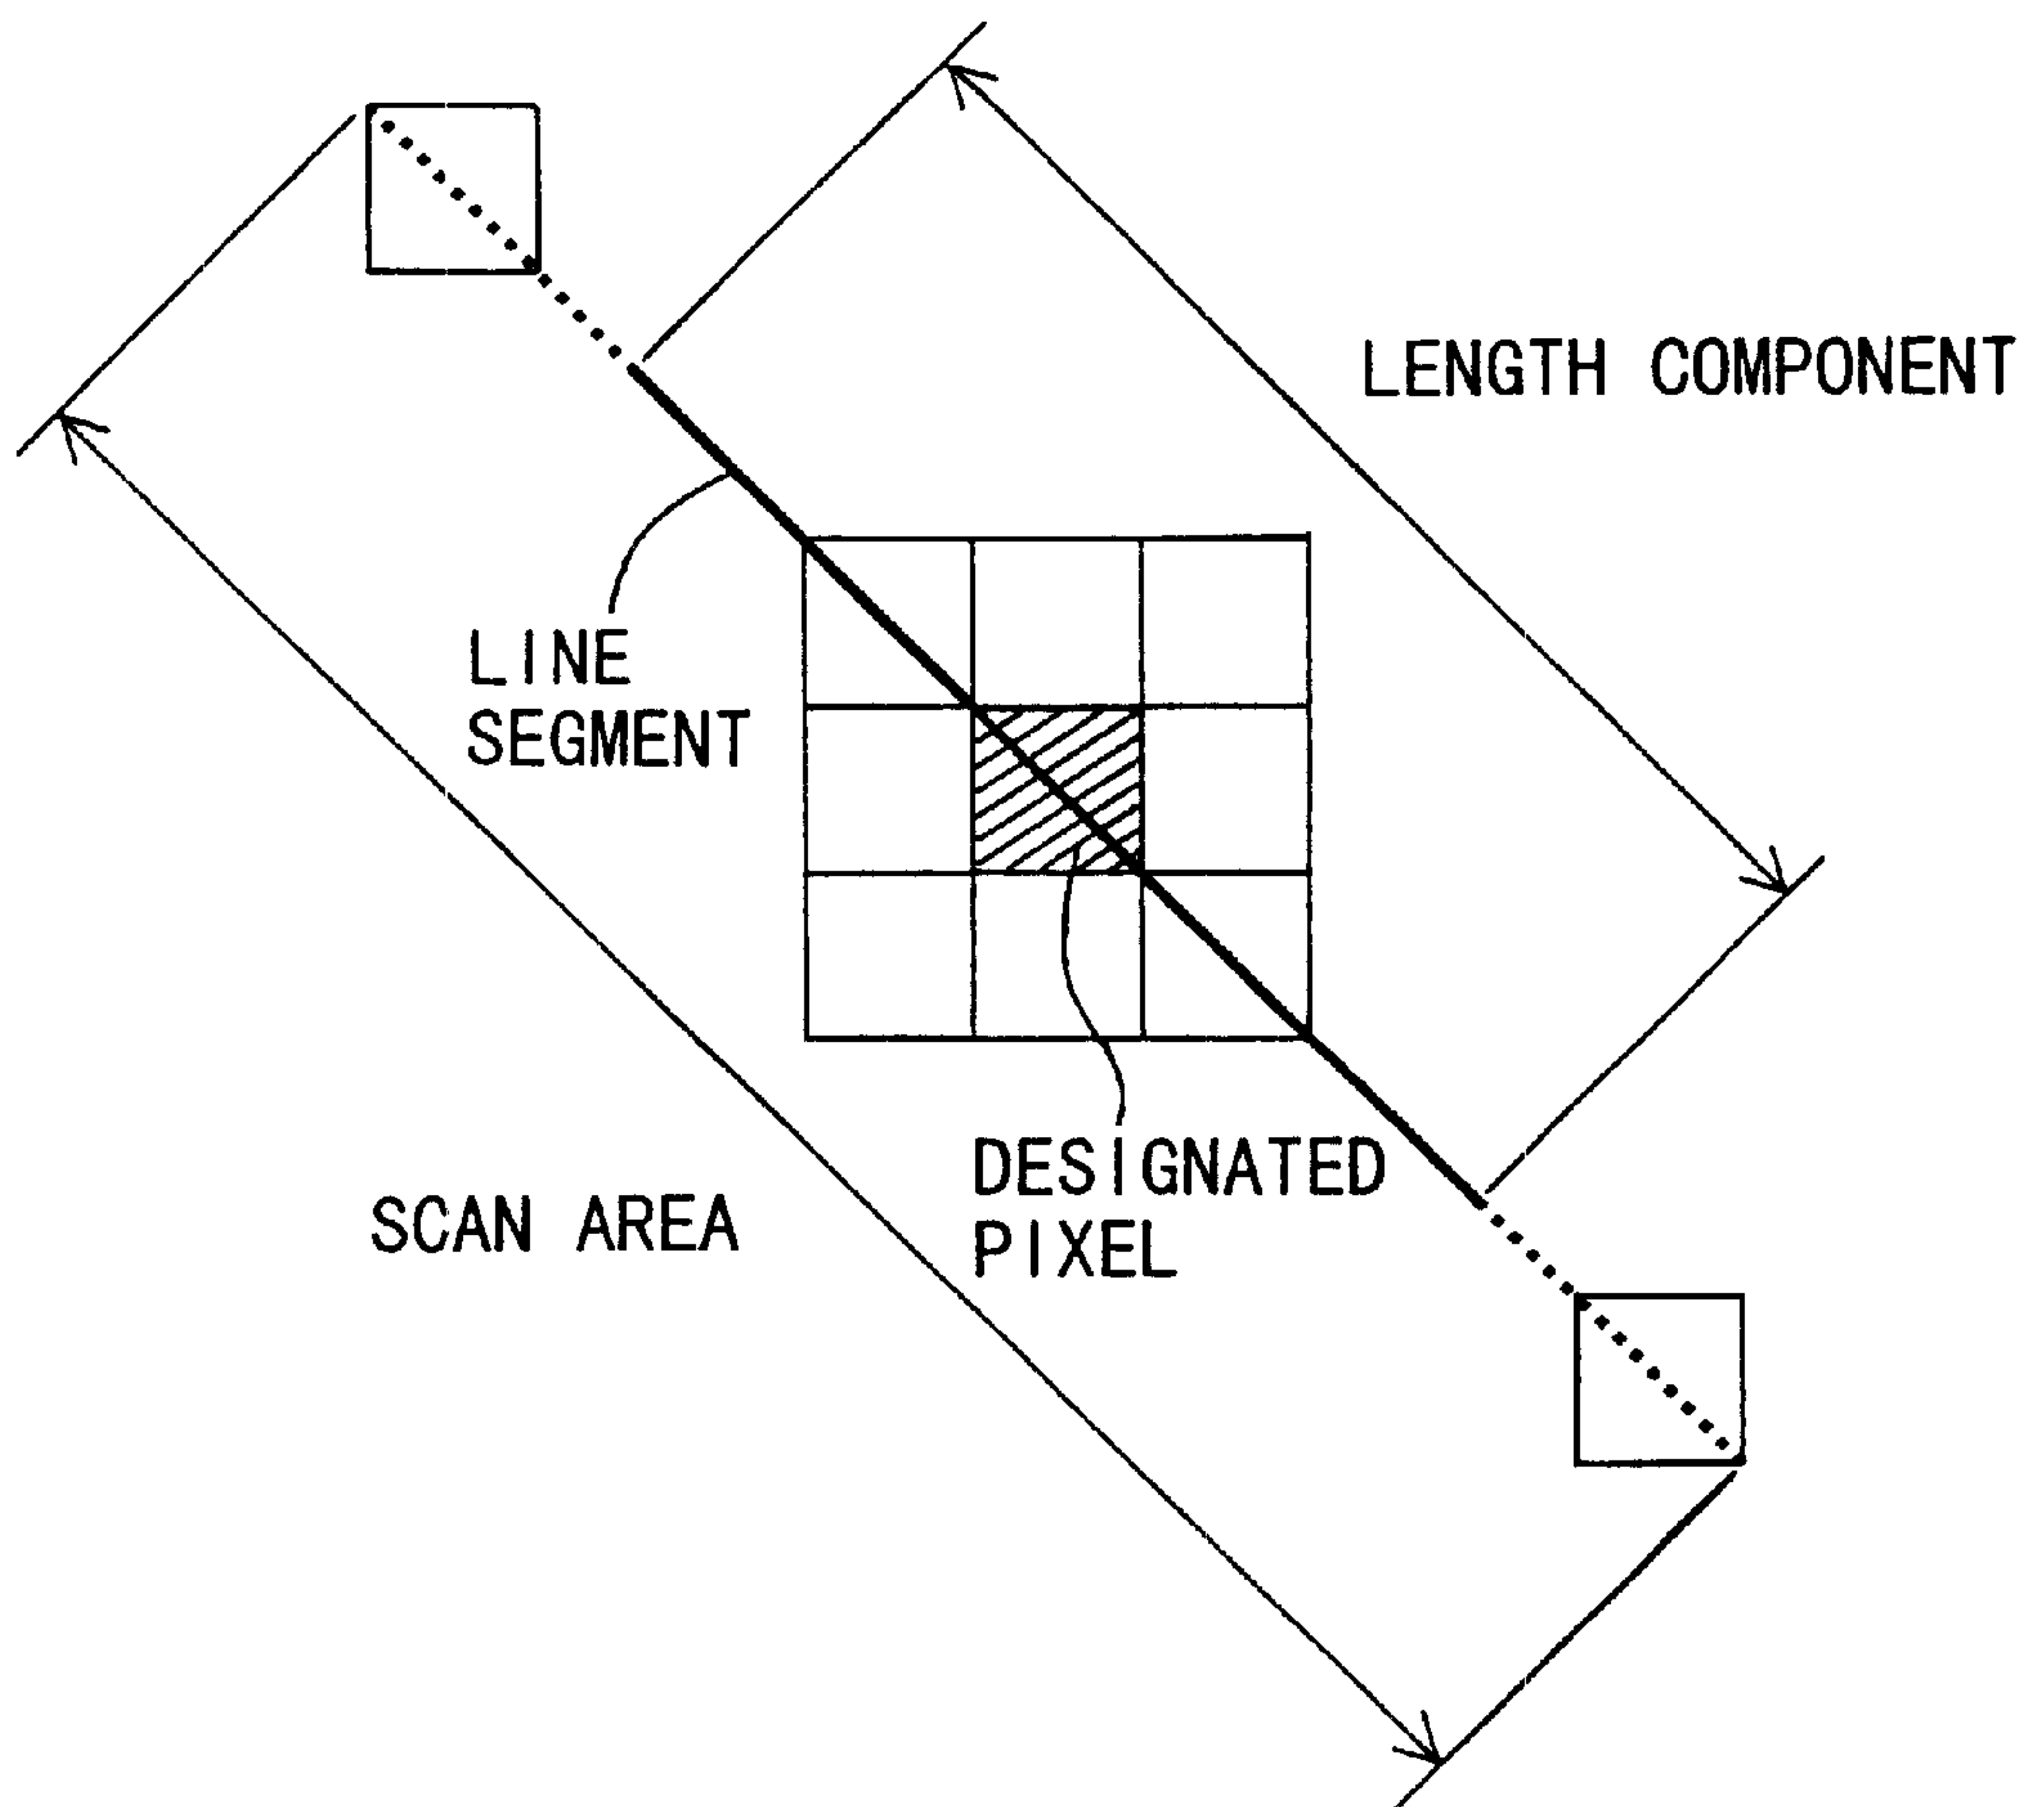 LENGTH COMPONENT
LINE
SEGMENT
DESIGNATED
PIXEL
SCAN AREA